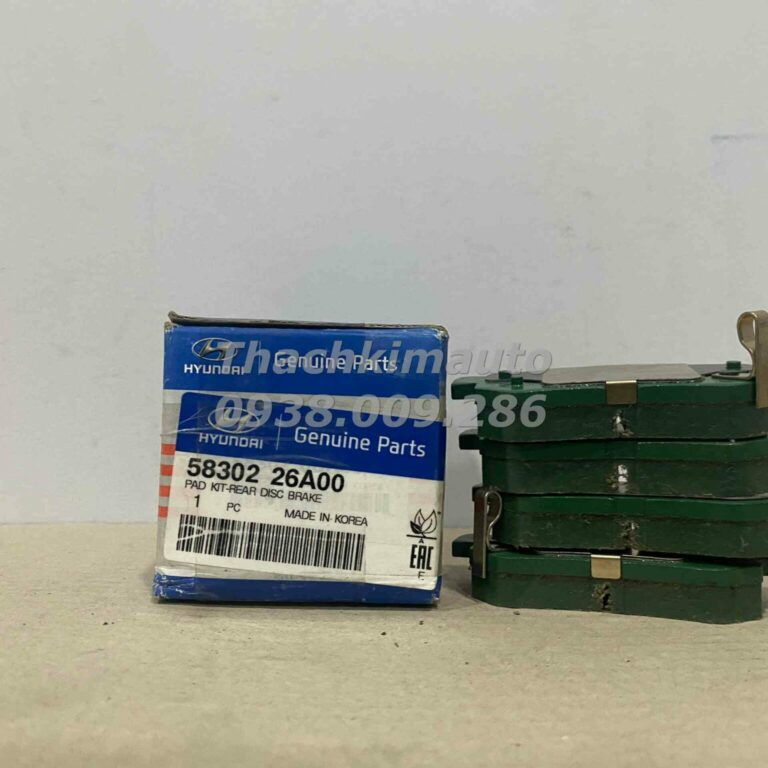 HYUNDAI Genuine Parts
Thachkimauto
0938.009.286
HYUNDAI Genuine Parts
58302 26A00
PAD KIT-REAR DISC BRAKE
1 PC MADE IN KOREA
A
EAC
F